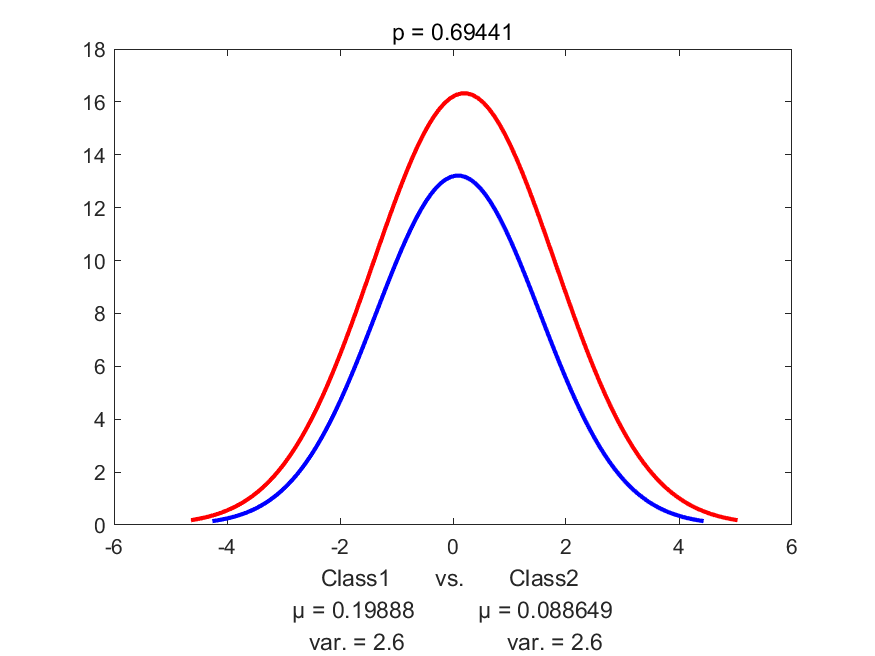 p = 0.69441
18
16
14
12
10
8
6
4
2
0
-6 -4 -2 0 2 4 6
Class1 vs. Class2
μ = 0.19888 μ = 0.088649
var. = 2.6 var. = 2.6